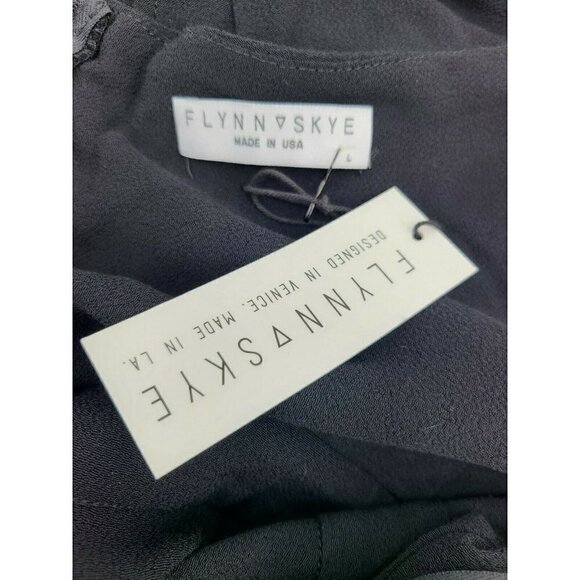 FLYNN▽SKYE
MADE IN USA
L
FLYNN▽SKYE
DESIGNED IN VENICE. MADE IN LA.